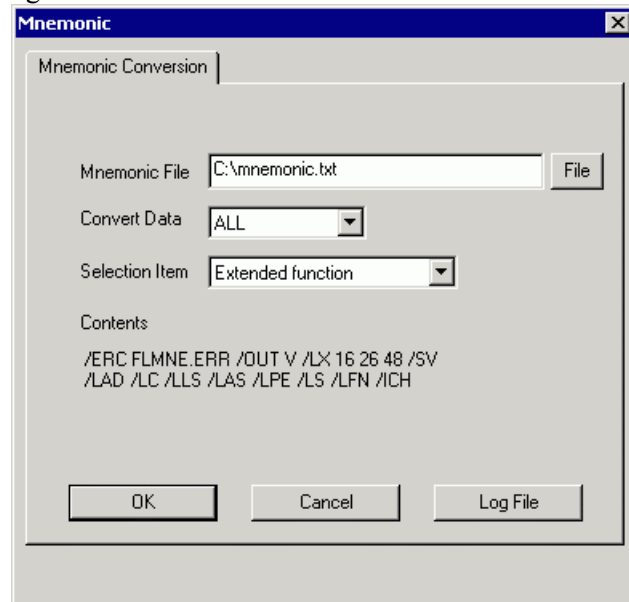 Mnemonic
Mnemonic Conversion
Mnemonic File C:\mnemonic.txt File
Convert Data ALL
Selection Item Extended function
Contents
/ERC FLMNE.ERR /OUT V /LX 16 26 48 /SV
/LAD /LC /LLS /LAS /LPE /LS /LFN /ICH
OK Cancel Log File